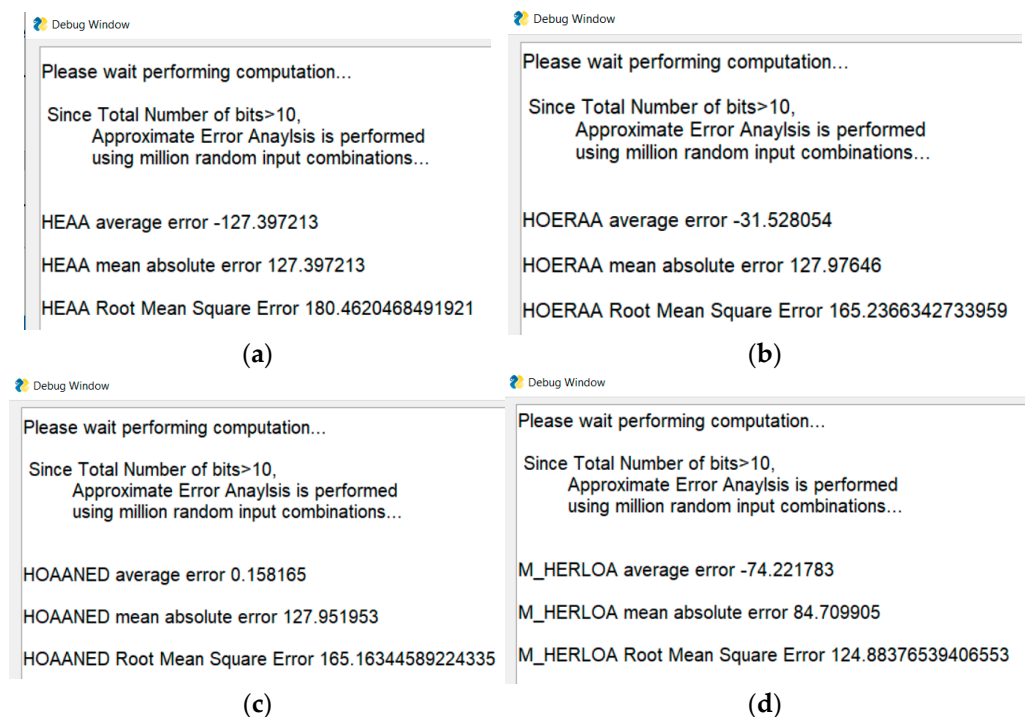 Debug Window
Please wait performing computation...
Since Total Number of bits>10,
Approximate Error Anaylsis is performed
using million random input combinations...
HEAA average error -127.397213
HEAA mean absolute error 127.397213
HEAA Root Mean Square Error 180.4620468491921
(a)
Debug Window
Please wait performing computation...
Since Total Number of bits>10,
Approximate Error Anaylsis is performed
using million random input combinations...
HOERAA average error -31.528054
HOERAA mean absolute error 127.97646
HOERAA Root Mean Square Error 165.2366342733959
(b)
Debug Window
Please wait performing computation...
Since Total Number of bits>10,
Approximate Error Anaylsis is performed
using million random input combinations...
HOAANED average error 0.158165
HOAANED mean absolute error 127.951953
HOAANED Root Mean Square Error 165.16344589224335
(c)
Debug Window
Please wait performing computation...
Since Total Number of bits>10,
Approximate Error Anaylsis is performed
using million random input combinations...
M_HERLOA average error -74.221783
M_HERLOA mean absolute error 84.709905
M_HERLOA Root Mean Square Error 124.88376539406553
(d)